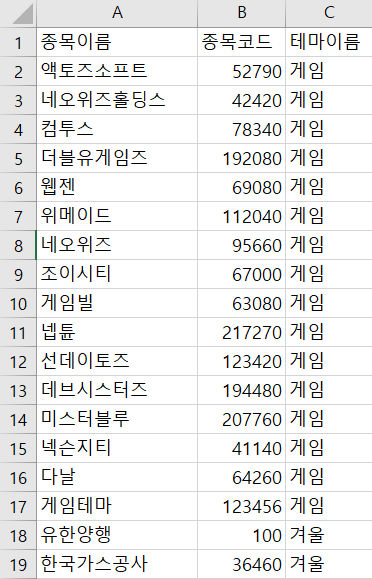 A B C
1 종목이름 종목코드 테마이름
2 액토즈소프트 52790 게임
3 네오위즈홀딩스 42420 게임
4 컴투스 78340 게임
5 더블유게임즈 192080 게임
6 웹젠 69080 게임
7 위메이드 112040 게임
8 네오위즈 95660 게임
9 조이시티 67000 게임
10 게임빌 63080 게임
11 넵튠 217270 게임
12 선데이토즈 123420 게임
13 데브시스터즈 194480 게임
14 미스터블루 207760 게임
15 넥슨지티 41140 게임
16 다날 64260 게임
17 게임테마 123456 게임
18 유한양행 100 겨울
19 한국가스공사 36460 겨울